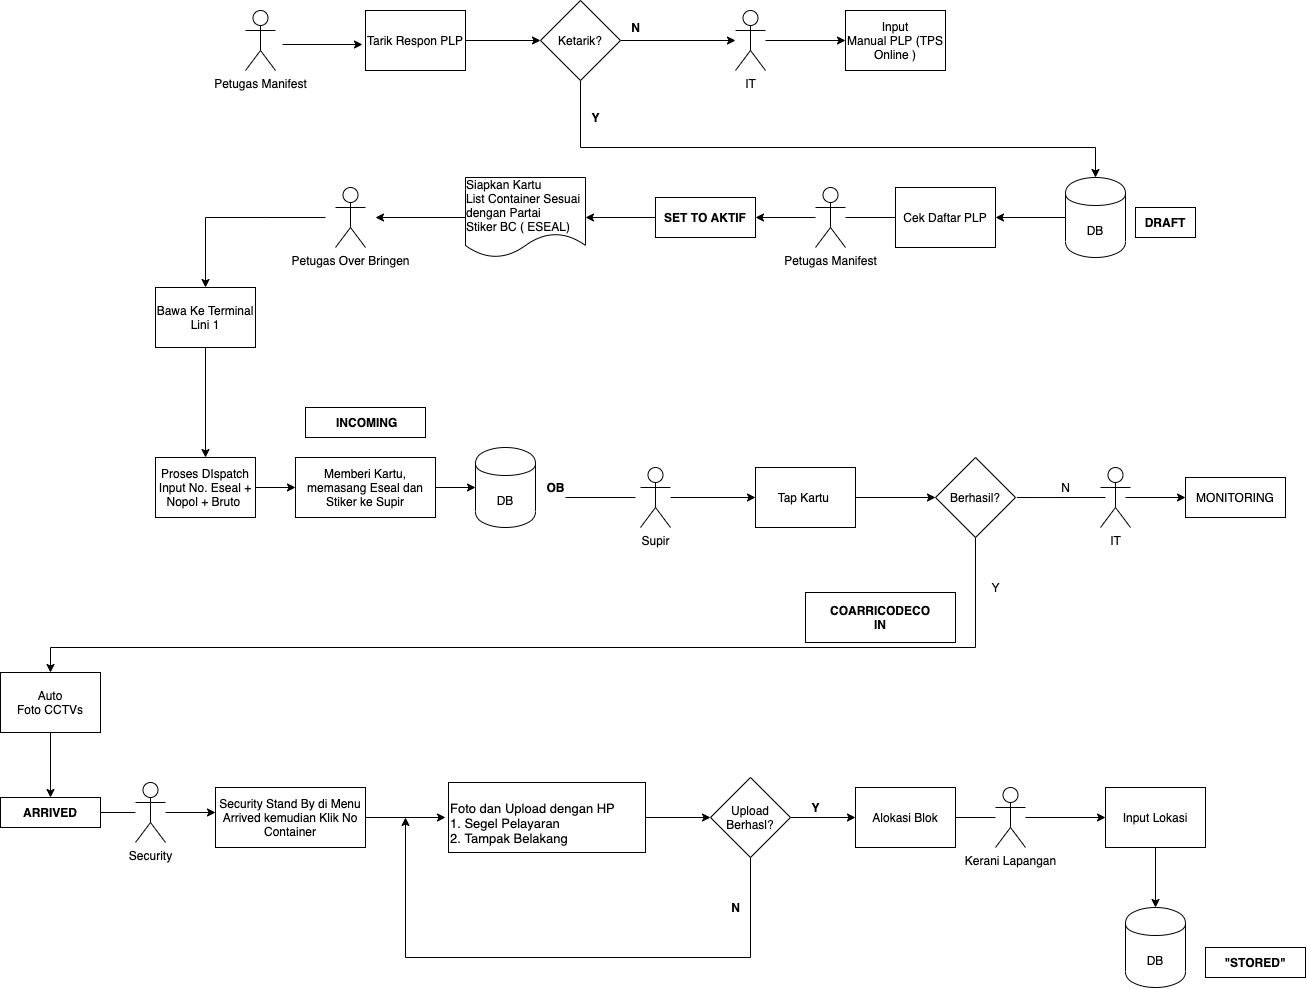 Petugas Manifest
Tarik Respon PLP
Ketarik?
N
IT
Input
Manual PLP (TPS
Online )
Y
Petugas Over Bringen
Siapkan Kartu
List Container Sesuai
dengan Partai
Stiker BC ( ESEAL)
SET TO AKTIF
Petugas Manifest
Cek Daftar PLP
DB
DRAFT
Bawa Ke Terminal
Lini 1
INCOMING
Proses DIspatch
Input No. Eseal +
Nopol + Bruto
Memberi Kartu,
memasang Eseal dan
Stiker ke Supir
DB
OB
Supir
Tap Kartu
Berhasil?
N
IT
MONITORING
Y
COARRICODECO
IN
Auto
Foto CCTVs
ARRIVED
Security
Security Stand By di Menu
Arrived kemudian Klik No
Container
Foto dan Upload dengan HP
1. Segel Pelayaran
2. Tampak Belakang
Upload
Berhasl?
Y
N
Alokasi Blok
Kerani Lapangan
Input Lokasi
DB
"STORED"